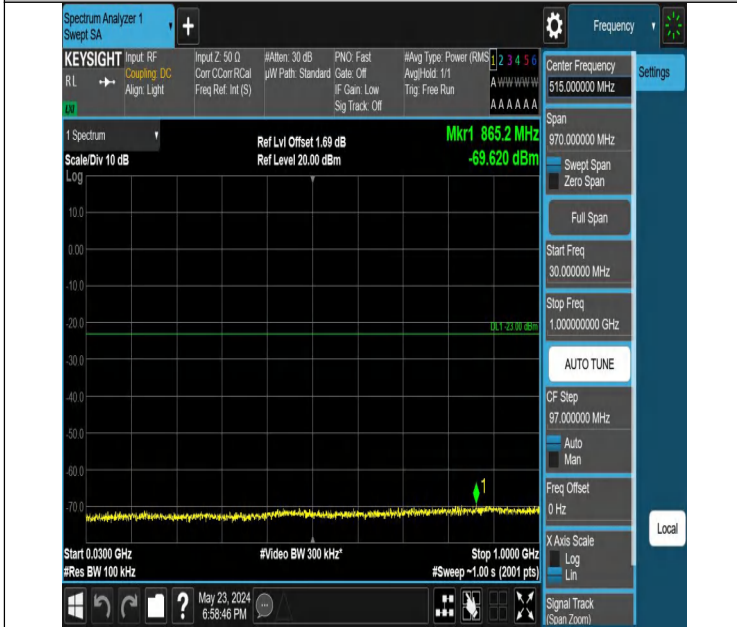 Spectrum Analyzer 1
Swept SA
+
Frequency
KEYSIGHT
RL
Input: RF
Coupling: DC
Align: Light
Input Z: 50 Ω
Corr CCorr RCal
Freq Ref: Int (S)
#Atten: 30 dB
µW Path: Standard
PNO: Fast
Gate: Off
IF Gain: Low
Sig Track: Off
#Avg Type: Power (RMS
Avg|Hold: 1/1
Trig: Free Run
1 2 3 4 5 6
A W W W W W
A A A A A A
1 Spectrum
Scale/Div 10 dB
Ref Lvl Offset 1.69 dB
Ref Level 20.00 dBm
Mkr1 865.2 MHz
-69.620 dBm
Log
10.0
0.00
-10.0
-20.0
DL1 -23.00 dBm
-30.0
-40.0
-50.0
-60.0
1
-70.0
Start 0.0300 GHz
#Video BW 300 kHz*
Stop 1.0000 GHz
#Res BW 100 kHz
#Sweep ~1.00 s (2001 pts)
?
May 23, 2024
6:58:46 PM
Center Frequency
515.000000 MHz
Settings
Span
970.000000 MHz
Swept Span
Zero Span
Full Span
Start Freq
30.000000 MHz
Stop Freq
1.000000000 GHz
AUTO TUNE
CF Step
97.000000 MHz
Auto
Man
Freq Offset
0 Hz
Local
X Axis Scale
Log
Lin
Signal Track
(Span Zoom)